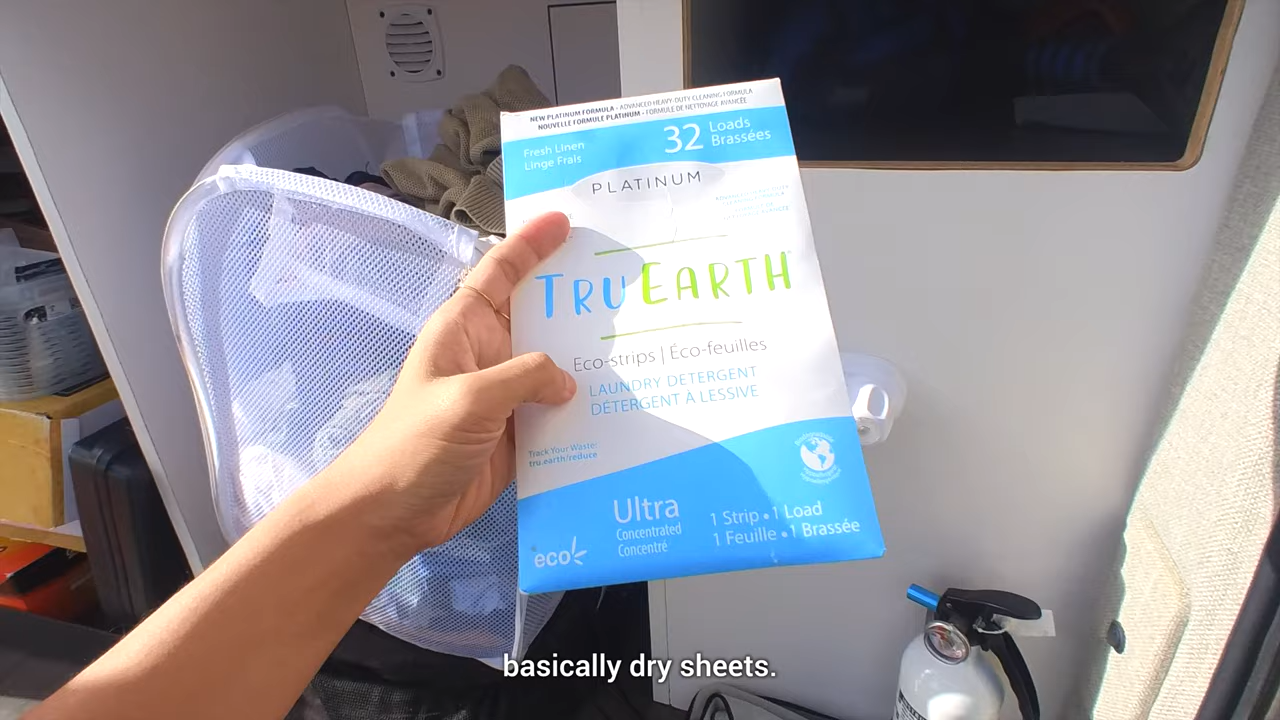 NEW PLATINUM FORMULA • ADVANCED HEAVY-DUTY CLEANING FORMULA
NOUVELLE FORMULE PLATINUM • FORMULE DE NETTOYAGE AVANCÉE
Fresh Linen
Linge Frais
32 Loads
Brassées
PLATINUM
TRU EARTH
Eco-strips | Éco-feuilles
LAUNDRY DETERGENT
DÉTERGENT À LESSIVE
Track Your Waste:
tru.earth/reduce
Ultra
Concentrated
Concentré
1 Strip • 1 Load
1 Feuille • 1 Brassée
eco
basically dry sheets.